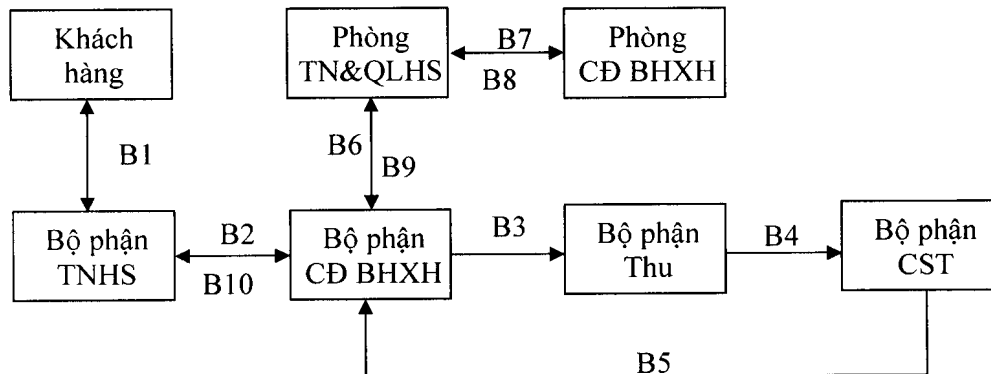 Khách
hàng
Phòng
TN&QLHS
B7
B8
Phòng
CĐ BHXH
B1
B6
B9
Bộ phận
TNHS
B2
B10
Bộ phận
CĐ BHXH
B3
Bộ phận
Thu
B4
Bộ phận
CST
B5